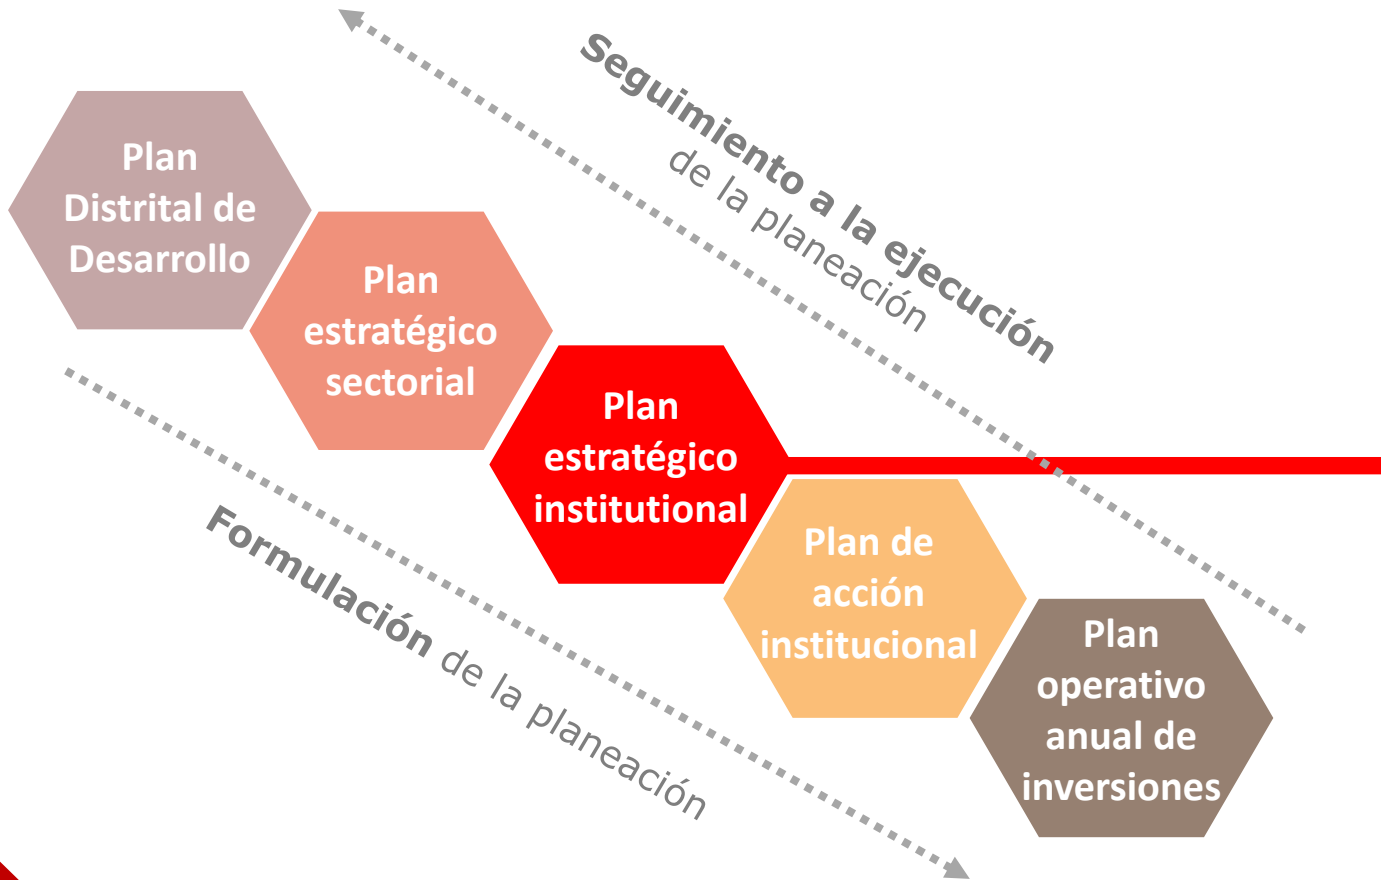 Seguimiento a la ejecución
de la planeación
Plan
Distrital de
Desarrollo
Plan
estratégico
sectorial
Plan
estratégico
institutional
Plan de
acción
institucional
Plan
operativo
anual de
inversiones
Formulación de la planeación